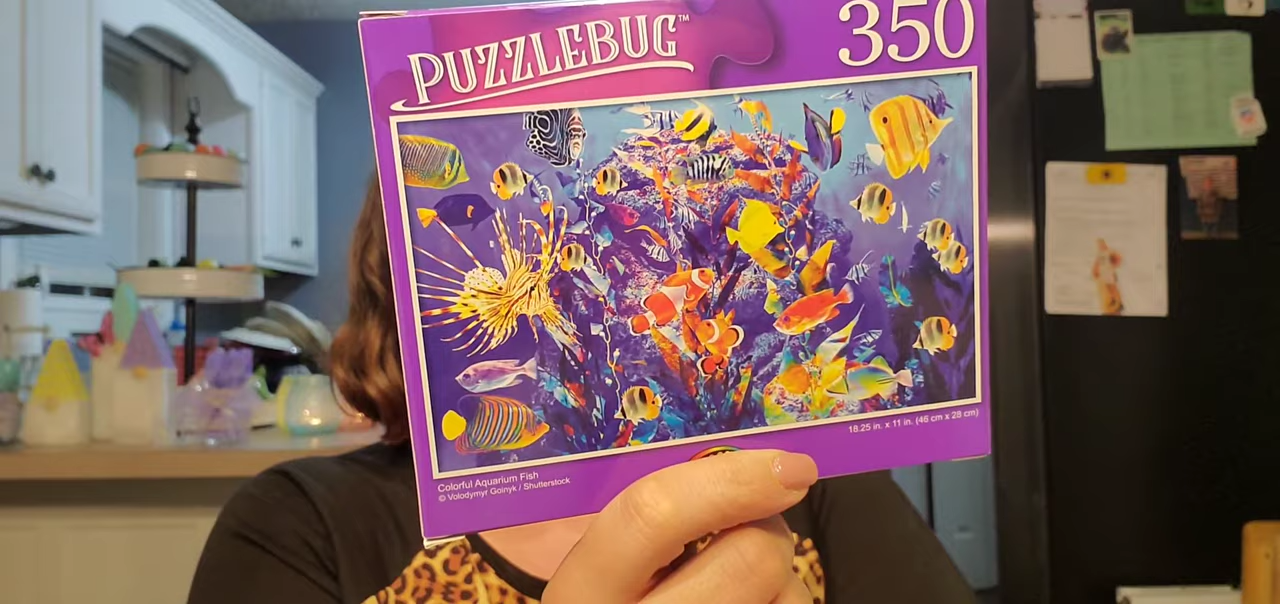 PUZZLEBUG™
350
18.25 in. x 11 in. (46 cm x 28 cm)
Colorful Aquarium Fish
© Volodymyr Goinyk / Shutterstock